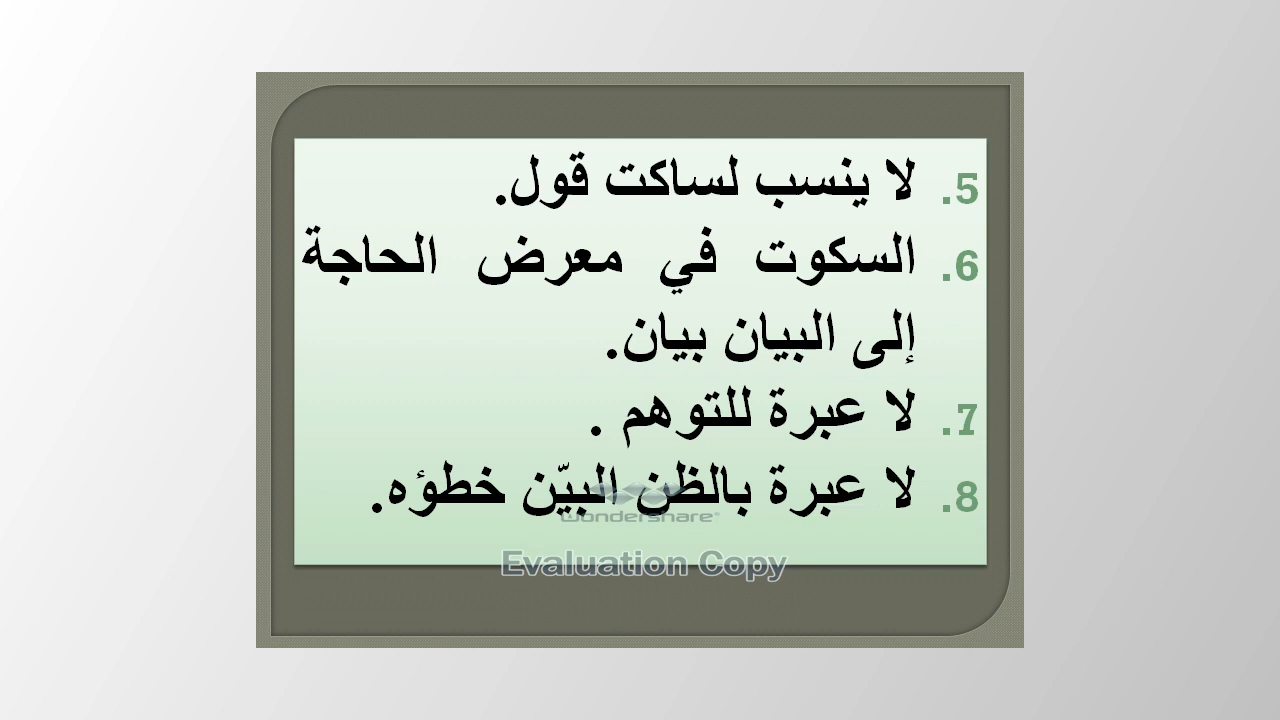 5. لا ينسب لساكت قول.
6. السكوت في معرض الحاجة
إلى البيان بيان.
7. لا عبرة للتوهم .
8. لا عبرة بالظن البيّن خطؤه.
wondershare®
Evaluation Copy